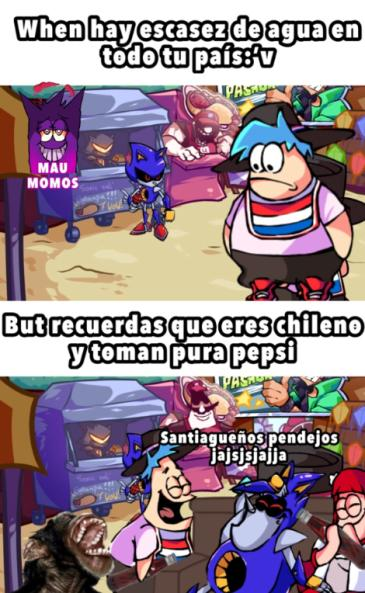 When hay escasez de agua en
todo tu país:'v
MAU
MOMOS
But recuerdas que eres chileno
y toman pura pepsi
Santiagueños pendejos
jajsjsjajja